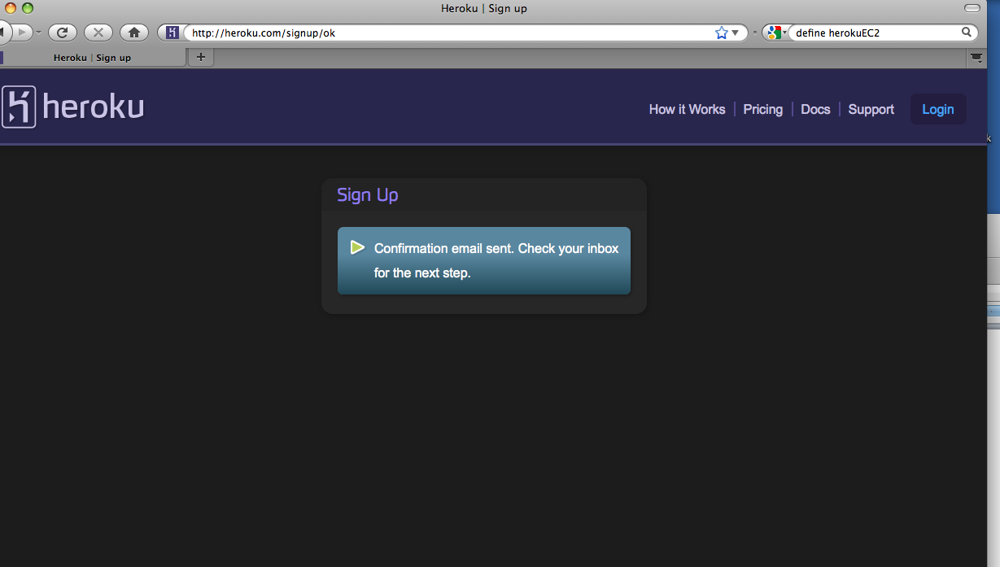 Heroku | Sign up
http://heroku.com/signup/ok
define herokuEC2
Heroku | Sign up
heroku
How it Works | Pricing | Docs | Support
Login
Sign Up
Confirmation email sent. Check your inbox
for the next step.
k